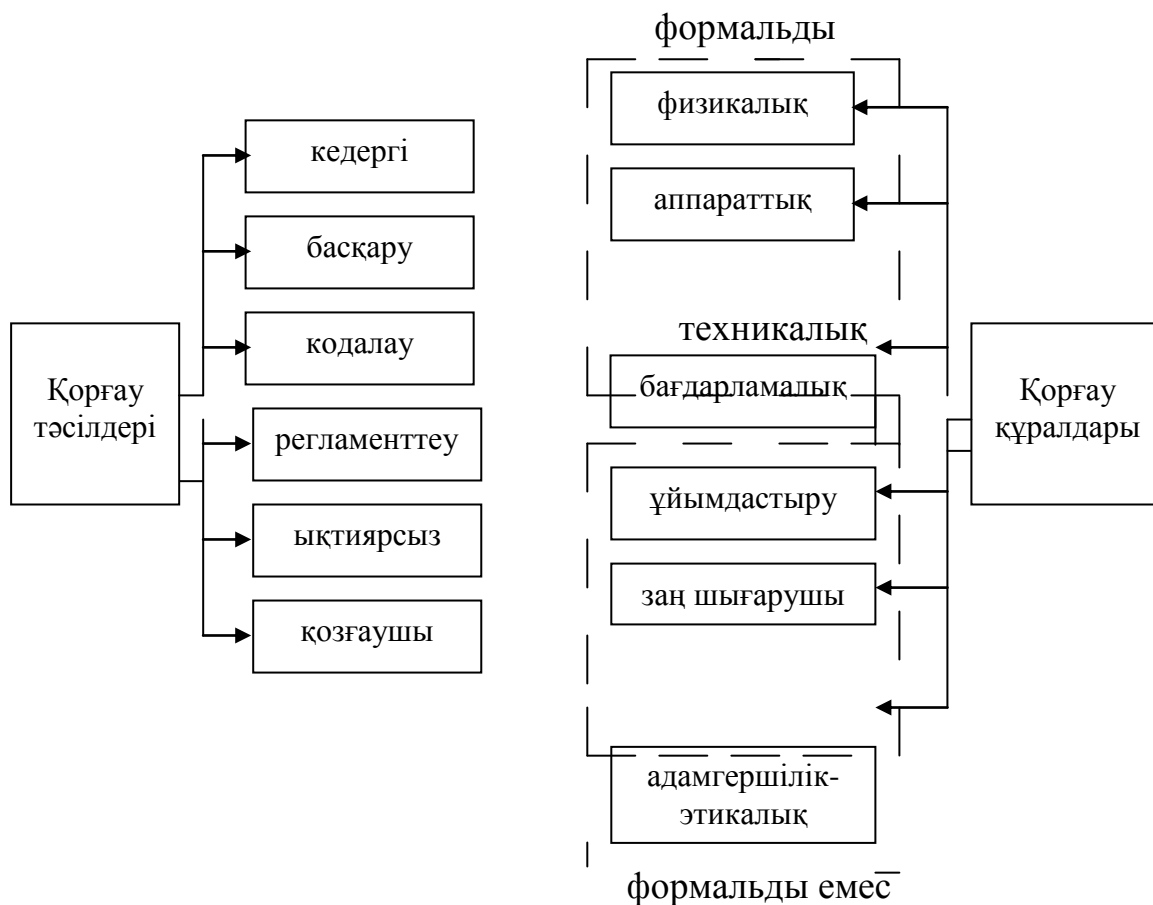 формальды
физикалық
кедергі
аппараттық
басқару
техникалық
кодалау
бағдарламалық
Қорғау
тәсілдері
Қорғау
құралдары
регламенттеу
ұйымдастыру
ықтиярсыз
заң шығарушы
қозғаушы
адамгершілік-
этикалық
формальды емес